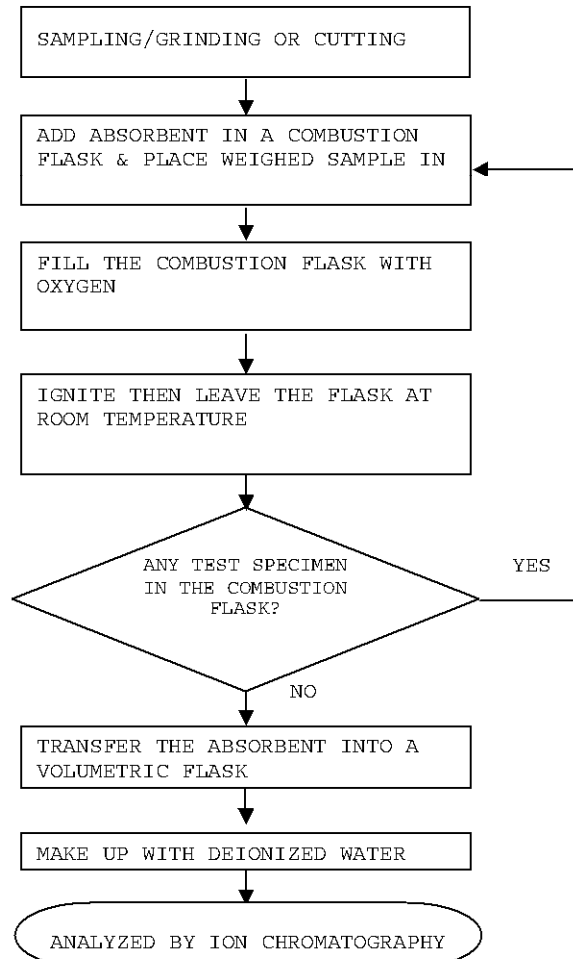 SAMPLING/GRINDING OR CUTTING
ADD ABSORBENT IN A COMBUSTION
FLASK & PLACE WEIGHED SAMPLE IN
FILL THE COMBUSTION FLASK WITH
OXYGEN
IGNITE THEN LEAVE THE FLASK AT
ROOM TEMPERATURE
ANY TEST SPECIMEN
IN THE COMBUSTION
FLASK?
YES
NO
TRANSFER THE ABSORBENT INTO A
VOLUMETRIC FLASK
MAKE UP WITH DEIONIZED WATER
ANALYZED BY ION CHROMATOGRAPHY